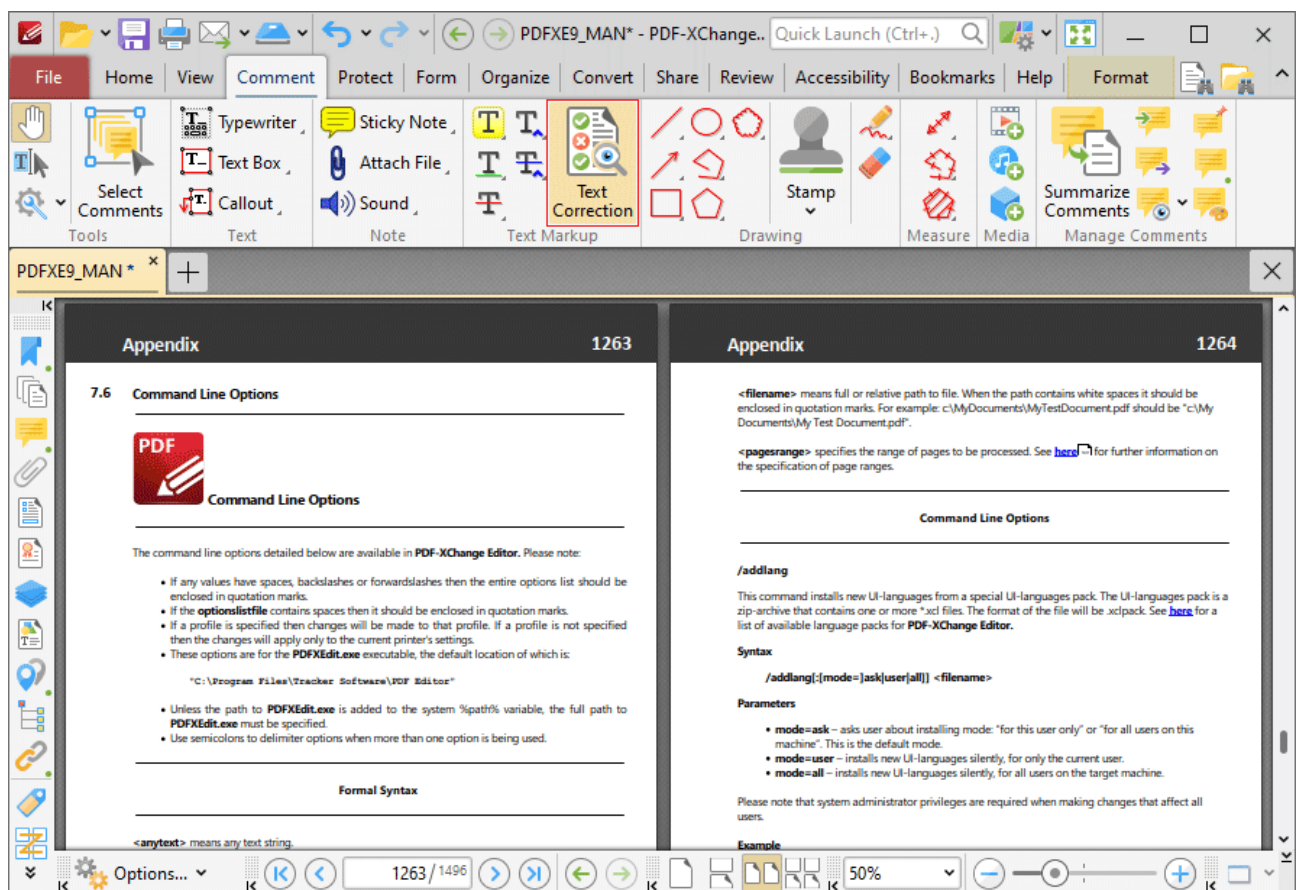 PDFXE9_MAN* - PDF-XChange.. Quick Launch (Ctrl+.)
File Home View Comment Protect Form Organize Convert Share Review Accessibility Bookmarks Help Format
Select Comments
Tools
Typewriter
Text Box
Callout
Text
Sticky Note
Attach File
Sound
Note
Text Correction
Text Markup
Drawing
Stamp
Measure
Media
Summarize Comments
Manage Comments
PDFXE9_MAN *
Appendix 1263
7.6 Command Line Options
PDF
Command Line Options
The command line options detailed below are available in PDF-XChange Editor. Please note:
• If any values have spaces, backslashes or forwardslashes then the entire options list should be
enclosed in quotation marks.
• If the optionslistfile contains spaces then it should be enclosed in quotation marks.
• If a profile is specified then changes will be made to that profile. If a profile is not specified
then the changes will apply only to the current printer's settings.
• These options are for the PDFXEdit.exe executable, the default location of which is:
"C:\Program Files\Tracker Software\PDF Editor"
• Unless the path to PDFXEdit.exe is added to the system %path% variable, the full path to
PDFXEdit.exe must be specified.
• Use semicolons to delimiter options when more than one option is being used.
Formal Syntax
<anytext> means any text string.
Appendix 1264
<filename> means full or relative path to file. When the path contains white spaces it should be
enclosed in quotation marks. For example: c:\MyDocuments\MyTestDocument.pdf should be "c:\My
Documents\My Test Document.pdf".
<pagesrange> specifies the range of pages to be processed. See here for further information on
the specification of page ranges.
Command Line Options
/addlang
This command installs new UI-languages from a special UI-languages pack. The UI-languages pack is a
zip-archive that contains one or more *.xcl files. The format of the file will be .xclpack. See here for a
list of available language packs for PDF-XChange Editor.
Syntax
/addlang[:[mode=]ask|user|all]] <filename>
Parameters
• mode=ask – asks user about installing mode: "for this user only" or "for all users on this
machine". This is the default mode.
• mode=user – installs new UI-languages silently, for only the current user.
• mode=all – installs new UI-languages silently, for all users on the target machine.
Please note that system administrator privileges are required when making changes that affect all
users.
Example
Options... 1263 / 1496 50%